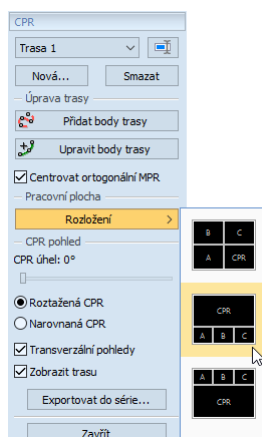 CPR
Trasa 1
Nová... Smazat
Úprava trasy
Přidat body trasy
Upravit body trasy
Centrovat ortogonální MPR
Pracovní plocha
Rozložení
CPR pohled
CPR úhel: 0°
Roztažená CPR
Narovnaná CPR
Transverzální pohledy
Zobrazit trasu
Exportovat do série...
Zavřít
B C
A CPR
CPR
A B C
A B C
CPR